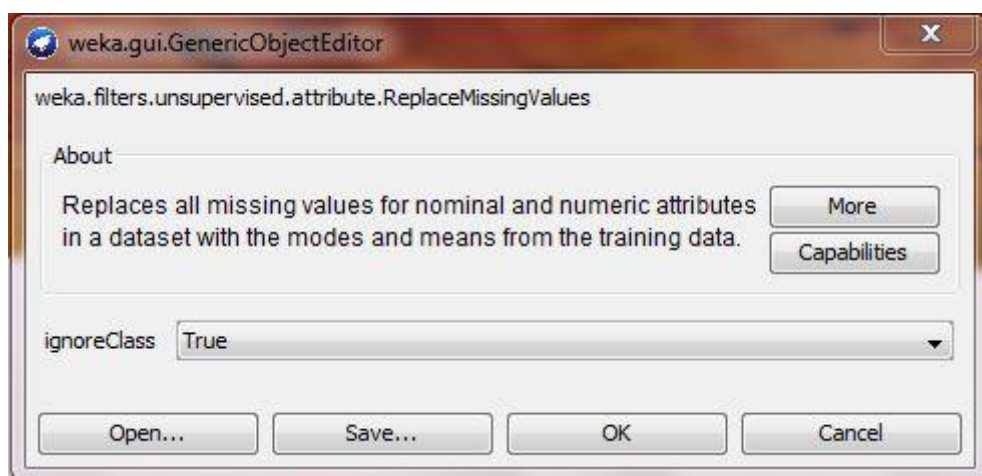 weka.gui.GenericObjectEditor
weka.filters.unsupervised.attribute.ReplaceMissingValues
About
Replaces all missing values for nominal and numeric attributes
in a dataset with the modes and means from the training data.
More
Capabilities
ignoreClass True
Open... Save... OK Cancel